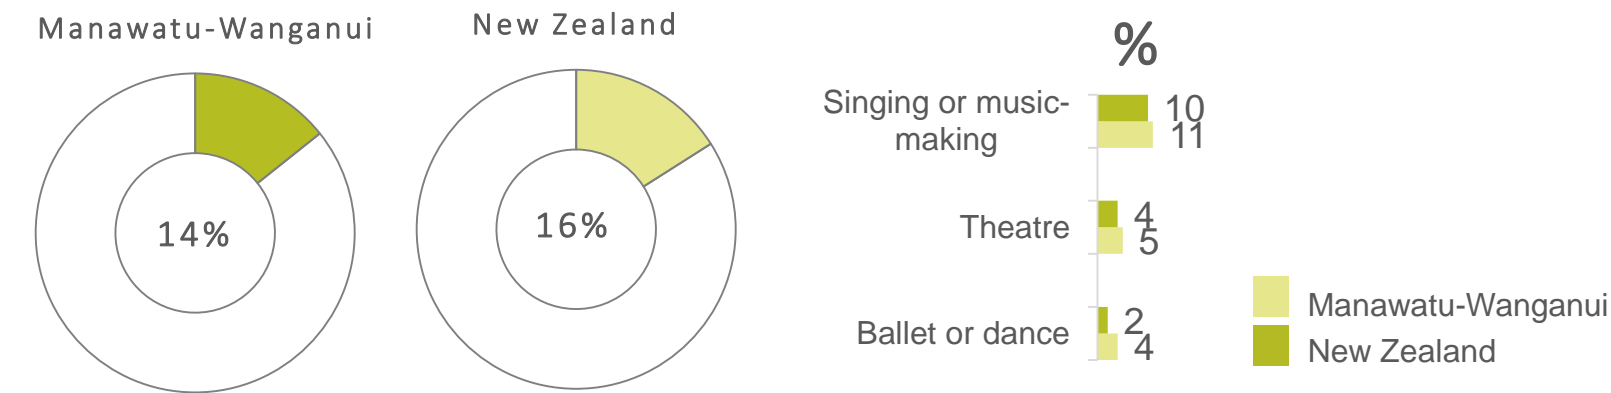 Manawatu-Wanganui
14%
New Zealand
16%
%
Singing or music-
making
10
11
Theatre
4
5
Ballet or dance
2
4
Manawatu-Wanganui
New Zealand